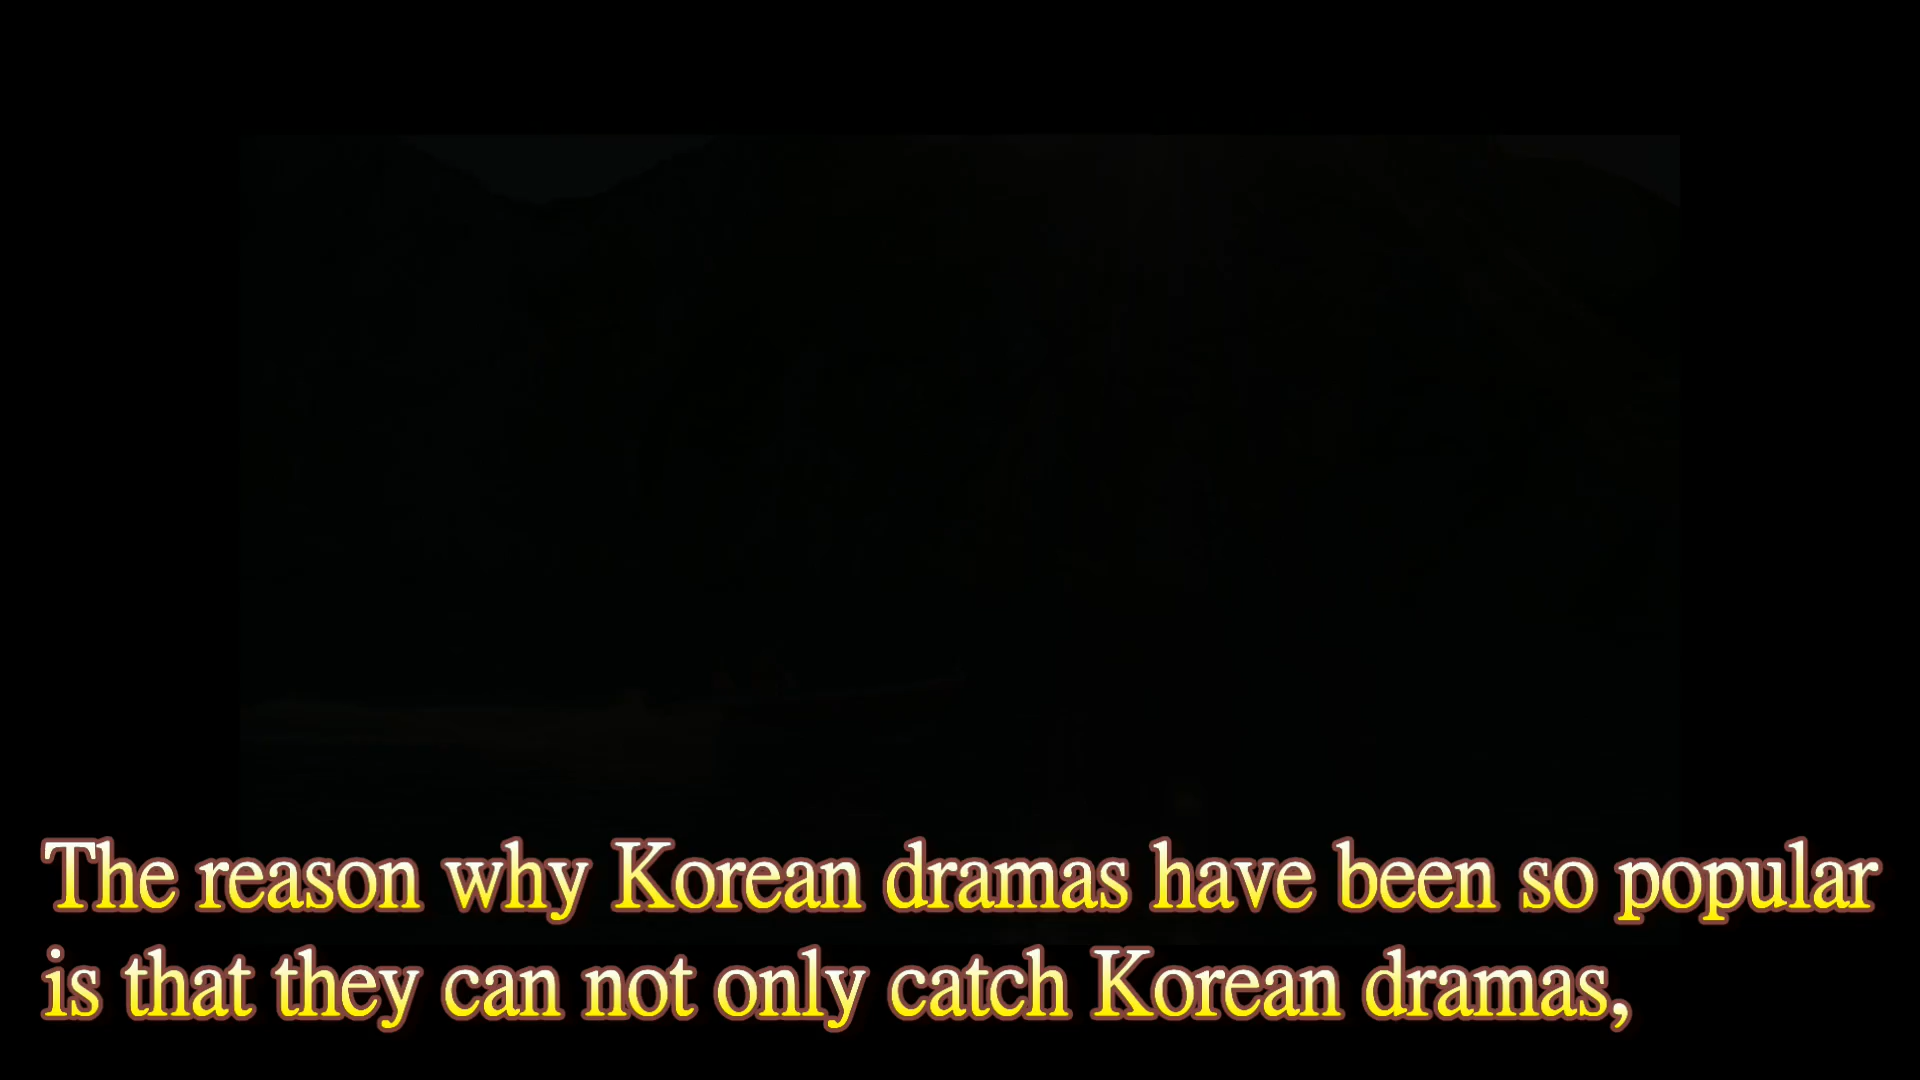 The reason why Korean dramas have been so popular
is that they can not only catch Korean dramas,